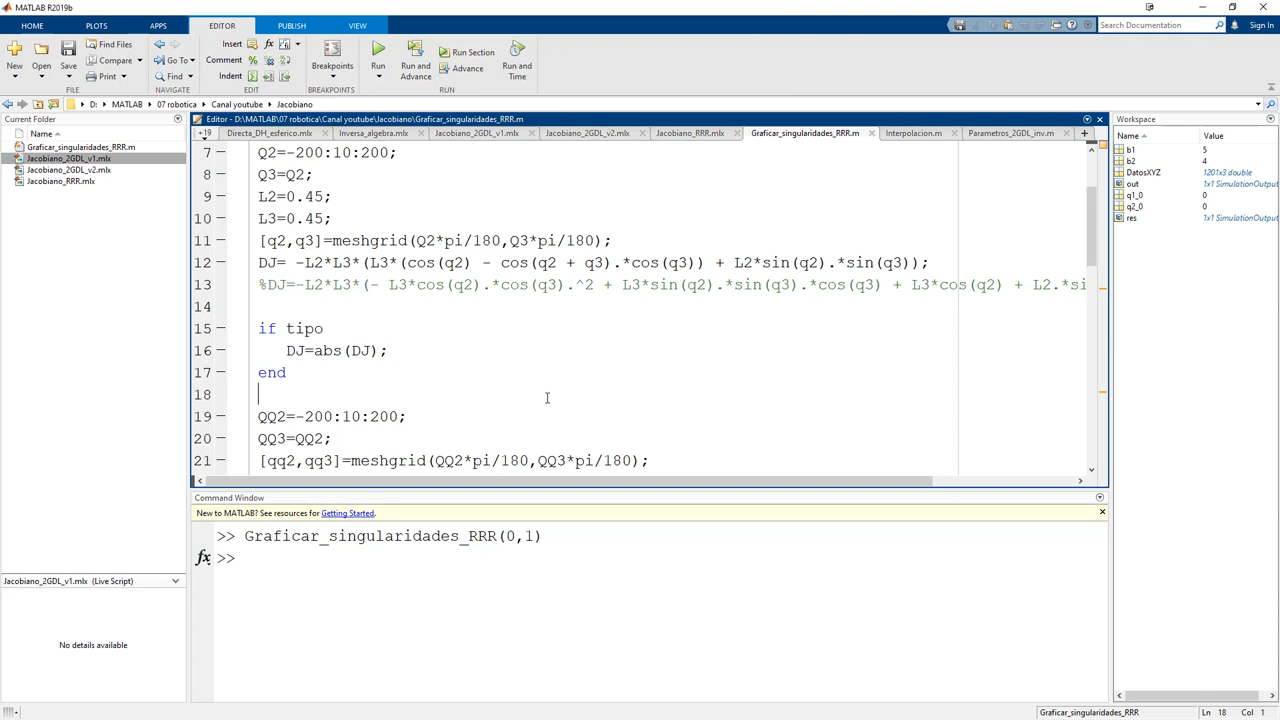 MATLAB R2019b
HOME PLOTS APPS EDITOR PUBLISH VIEW Search Documentation Sign In
New Open Save Find Files Compare Print Go To Find Insert Comment Indent Breakpoints Run Run and Advance Run Section Advance Run and Time
FILE NAVIGATE EDIT BREAKPOINTS RUN
D: MATLAB 07 robotica Canal youtube Jacobiano
Current Folder
Name
Graficar_singularidades_RRR.m
Jacobiano_2GDL_v1.mlx
Jacobiano_2GDL_v2.mlx
Jacobiano_RRR.mlx
Jacobiano_2GDL_v1.mlx (Live Script)
No details available
Editor - D:\MATLAB\07 robotica\Canal youtube\Jacobiano\Graficar_singularidades_RRR.m
+19 Directa_DH_esferico.mlx Inversa_algebra.mlx Jacobiano_2GDL_v1.mlx Jacobiano_2GDL_v2.mlx Jacobiano_RRR.mlx Graficar_singularidades_RRR.m Interpolacion.m Parametros_2GDL_inv.m
7 Q2=-200:10:200;
8 Q3=Q2;
9 L2=0.45;
10 L3=0.45;
11 [q2,q3]=meshgrid(Q2*pi/180,Q3*pi/180);
12 DJ= -L2*L3*(L3*(cos(q2) - cos(q2 + q3).*cos(q3)) + L2*sin(q2).*sin(q3));
13 %DJ=-L2*L3*(- L3*cos(q2).*cos(q3).^2 + L3*sin(q2).*sin(q3).*cos(q3) + L3*cos(q2) + L2.*si
14
15 if tipo
16 DJ=abs(DJ);
17 end
18
19 QQ2=-200:10:200;
20 QQ3=QQ2;
21 [qq2,qq3]=meshgrid(QQ2*pi/180,QQ3*pi/180);
Command Window
New to MATLAB? See resources for Getting Started.
>> Graficar_singularidades_RRR(0,1)
fx >>
Workspace
Name Value
b1 5
b2 4
DatosXYZ 1201x3 double
out 1x1 SimulationOutput
q1_0 0
q2_0 0
res 1x1 SimulationOutput
Graficar_singularidades_RRR Ln 18 Col 1